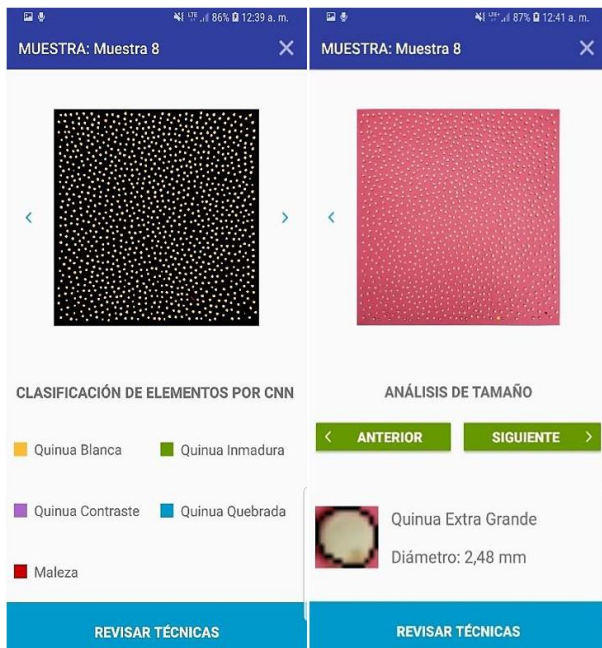 LTE 86% 12:39 a. m.
MUESTRA: Muestra 8
CLASIFICACIÓN DE ELEMENTOS POR CNN
Quinua Blanca
Quinua Inmadura
Quinua Contraste
Quinua Quebrada
Maleza
REVISAR TÉCNICAS
LTE+ 87% 12:41 a. m.
MUESTRA: Muestra 8
ANÁLISIS DE TAMAÑO
ANTERIOR
SIGUIENTE
Quinua Extra Grande
Diámetro: 2,48 mm
REVISAR TÉCNICAS